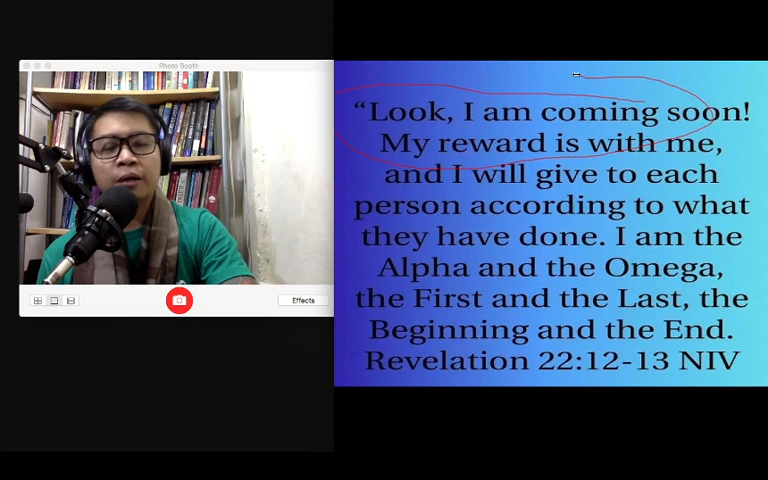 Photo Booth
Effects
“Look, I am coming soon!
My reward is with me,
and I will give to each
person according to what
they have done. I am the
Alpha and the Omega,
the First and the Last, the
Beginning and the End.
Revelation 22:12-13 NIV